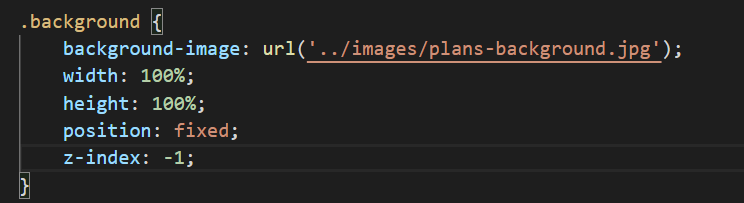 .background {
    background-image: url('../images/plans-background.jpg');
    width: 100%;
    height: 100%;
    position: fixed;
    z-index: -1;
}